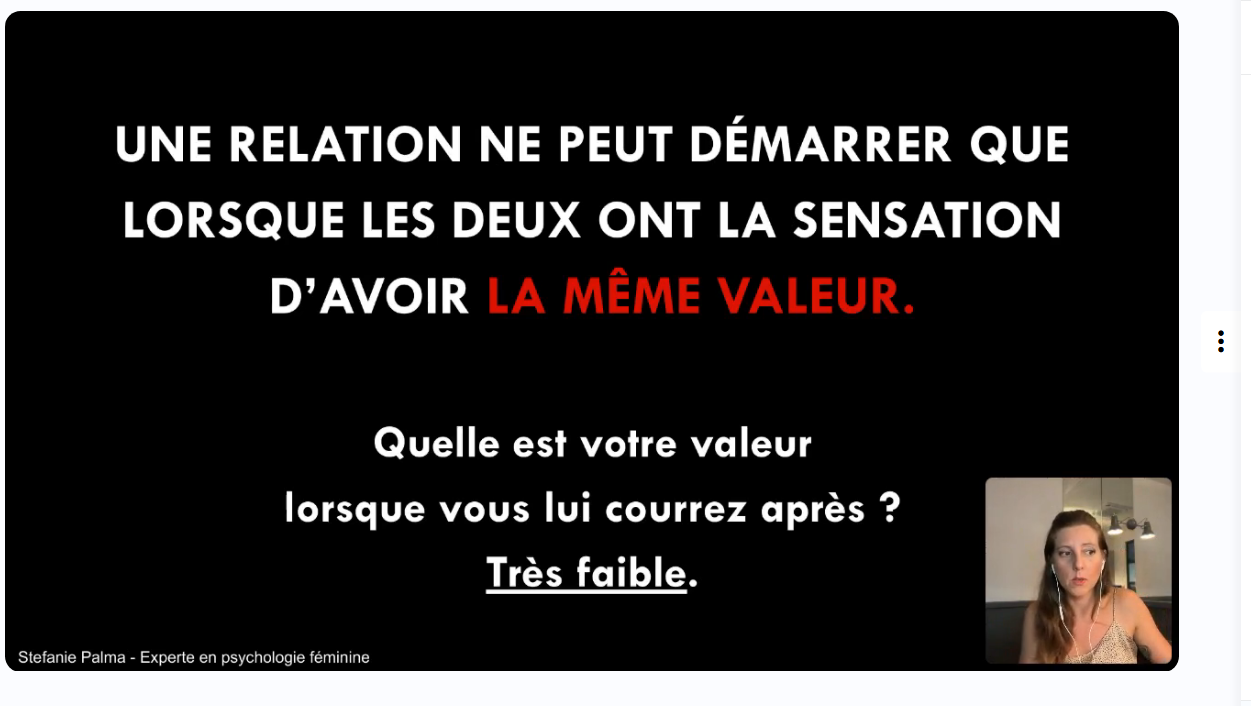 UNE RELATION NE PEUT DÉMARRER QUE
LORSQUE LES DEUX ONT LA SENSATION
D’AVOIR LA MÊME VALEUR.
Quelle est votre valeur
lorsque vous lui courrez après ?
Très faible.
Stefanie Palma - Experte en psychologie féminine